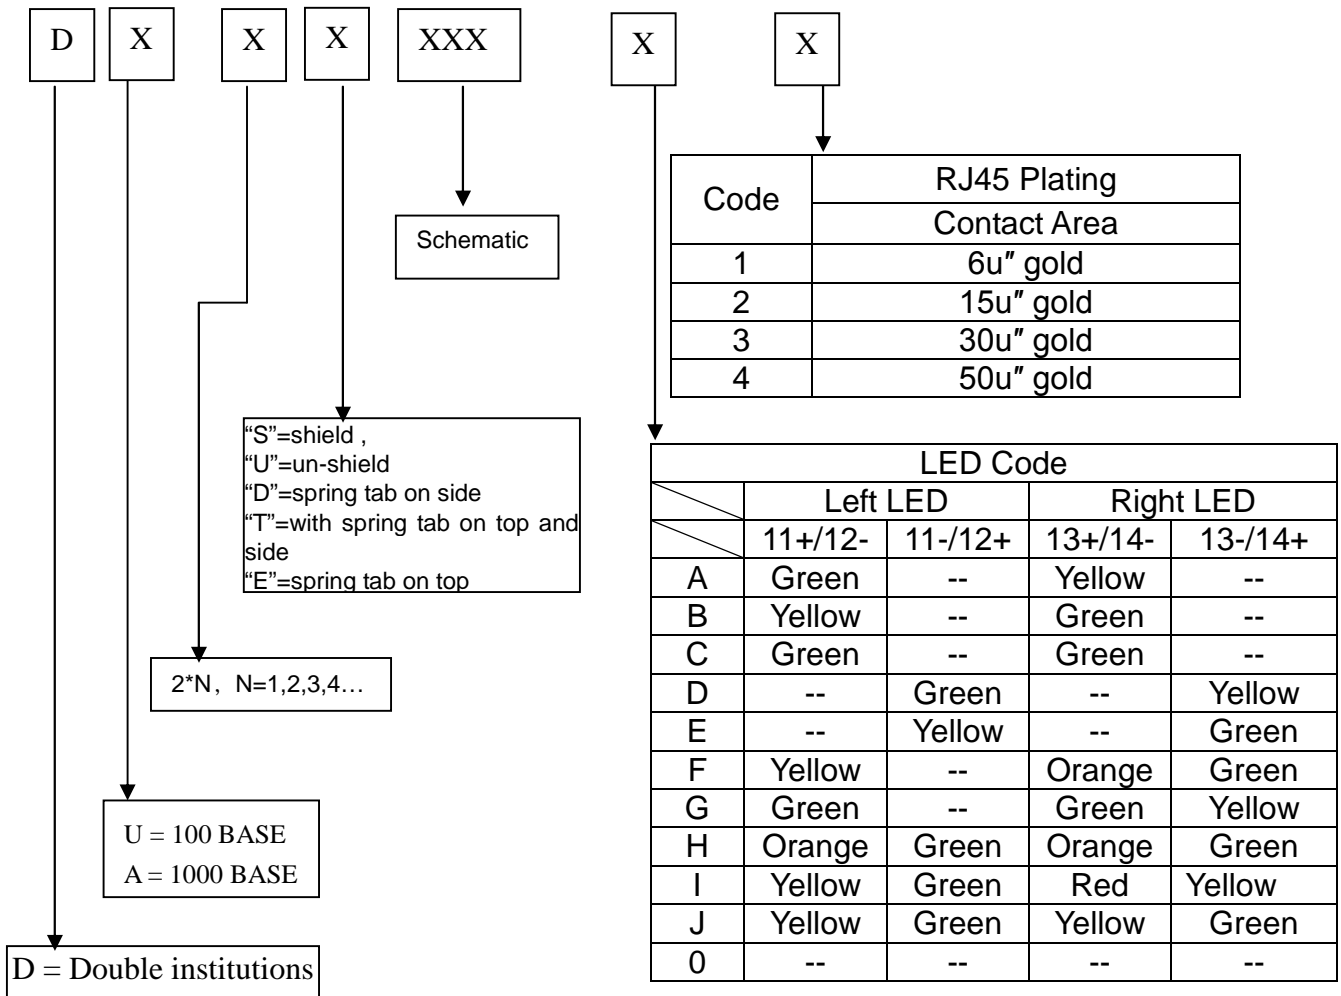 D X X X XXX X X
Code RJ45 Plating
Contact Area
1 6u″ gold
2 15u″ gold
3 30u″ gold
4 50u″ gold
Schematic
“S”=shield ,
“U”=un-shield
“D”=spring tab on side
“T”=with spring tab on top and
side
“E”=spring tab on top
2*N, N=1,2,3,4…
U = 100 BASE
A = 1000 BASE
D = Double institutions
LED Code
Left LED Right LED
11+/12- 11-/12+ 13+/14- 13-/14+
A Green -- Yellow --
B Yellow -- Green --
C Green -- Green --
D -- Green -- Yellow
E -- Yellow -- Green
F Yellow -- Orange Green
G Green -- Green Yellow
H Orange Green Orange Green
I Yellow Green Red Yellow
J Yellow Green Yellow Green
0 -- -- -- --